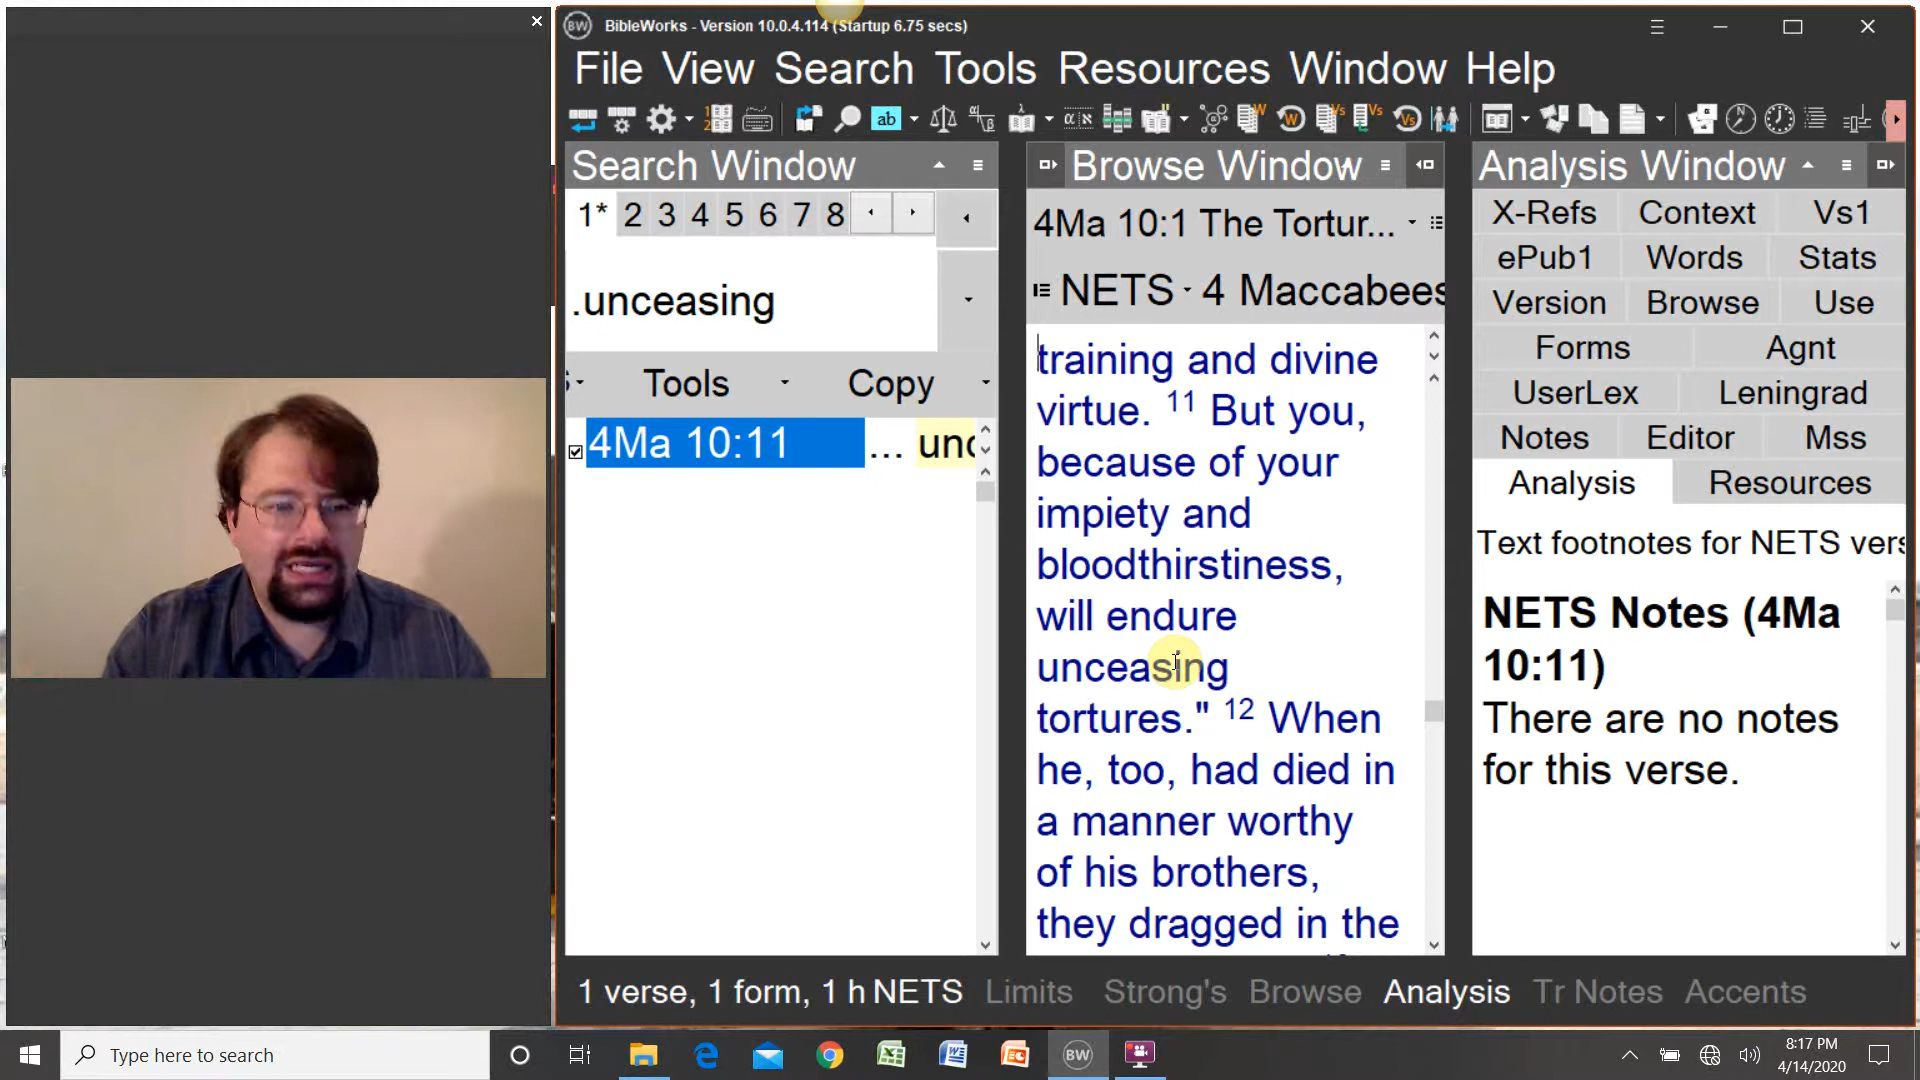 BibleWorks - Version 10.0.4.114 (Startup 6.75 secs)
File View Search Tools Resources Window Help
Search Window
1* 2 3 4 5 6 7 8
.unceasing
Tools Copy
4Ma 10:11 ... unc
Browse Window
4Ma 10:1 The Tortur...
NETS 4 Maccabees
training and divine
virtue. 11 But you,
because of your
impiety and
bloodthirstiness,
will endure
unceasing
tortures." 12 When
he, too, had died in
a manner worthy
of his brothers,
they dragged in the
Analysis Window
X-Refs Context Vs1
ePub1 Words Stats
Version Browse Use
Forms Agnt
UserLex Leningrad
Notes Editor Mss
Analysis Resources
Text footnotes for NETS vers
NETS Notes (4Ma
10:11)
There are no notes
for this verse.
1 verse, 1 form, 1 h NETS Limits Strong's Browse Analysis Tr Notes Accents
Type here to search
BW
8:17 PM
4/14/2020